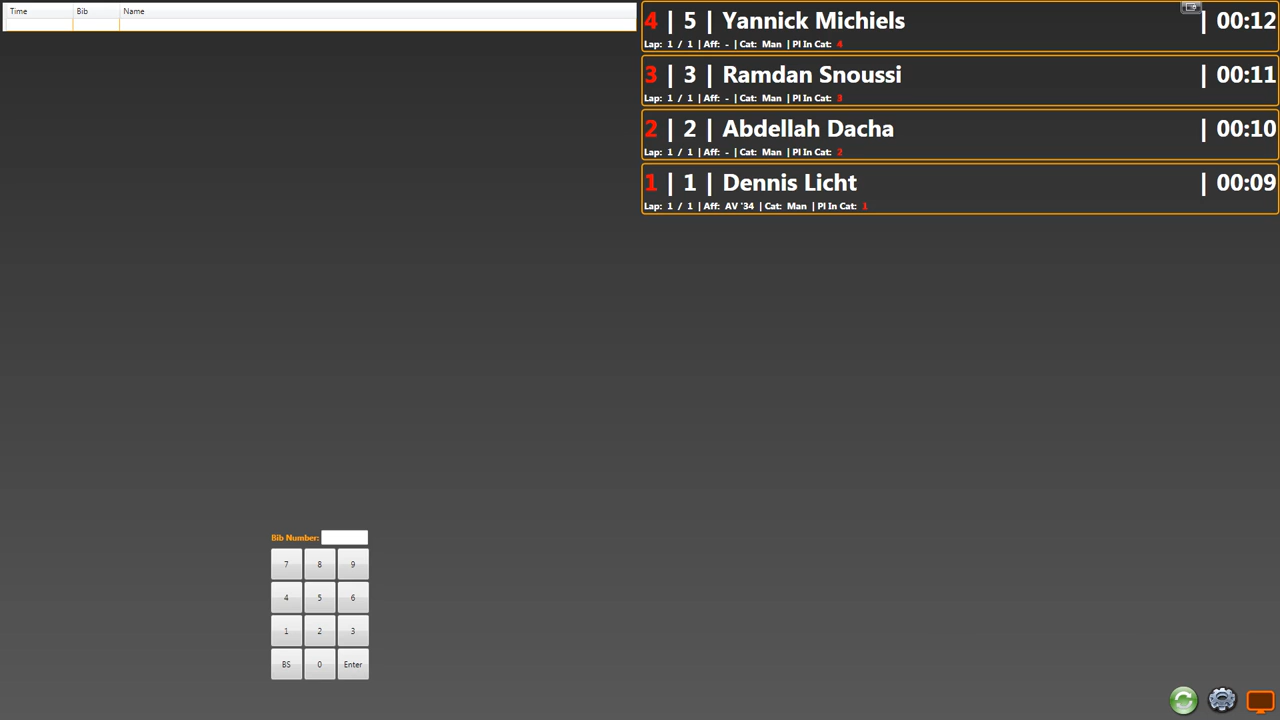 Time Bib Name
4 | 5 | Yannick Michiels | 00:12
Lap: 1 / 1 | Aff: - | Cat: Man | Pl In Cat: 4
3 | 3 | Ramdan Snoussi | 00:11
Lap: 1 / 1 | Aff: - | Cat: Man | Pl In Cat: 3
2 | 2 | Abdellah Dacha | 00:10
Lap: 1 / 1 | Aff: - | Cat: Man | Pl In Cat: 2
1 | 1 | Dennis Licht | 00:09
Lap: 1 / 1 | Aff: AV '34 | Cat: Man | Pl In Cat: 1
Bib Number:
7 8 9
4 5 6
1 2 3
BS 0 Enter